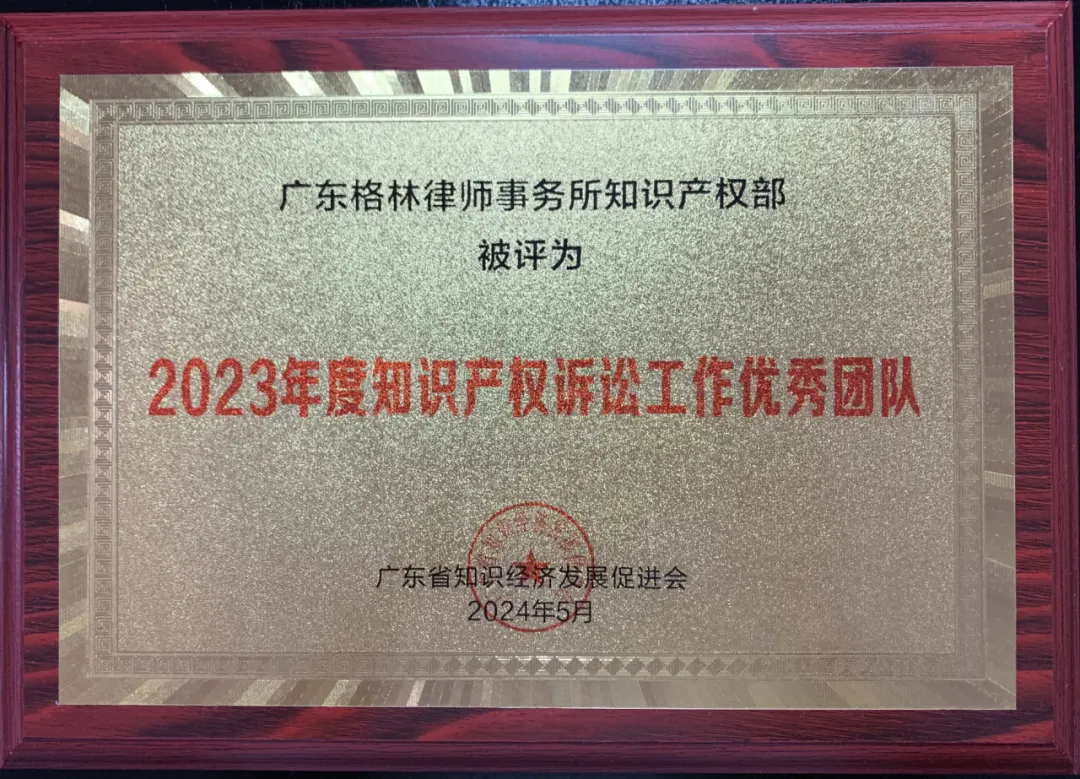 广东格林律师事务所知识产权部
被评为
2023年度知识产权诉讼工作优秀团队
广东省知识经济发展促进会
2024年5月